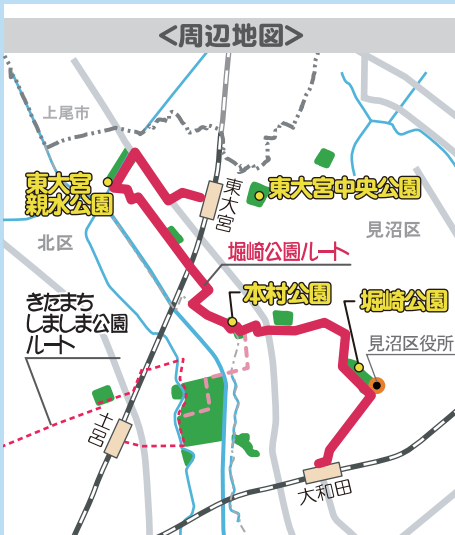 <周辺地図>
上尾市
東大宮
親水公園
東大宮
東大宮中央公園
北区
見沼区
堀崎公園ルート
本村公園
堀崎公園
きたまち
しましま公園
ルート
見沼区役所
土呂
大和田